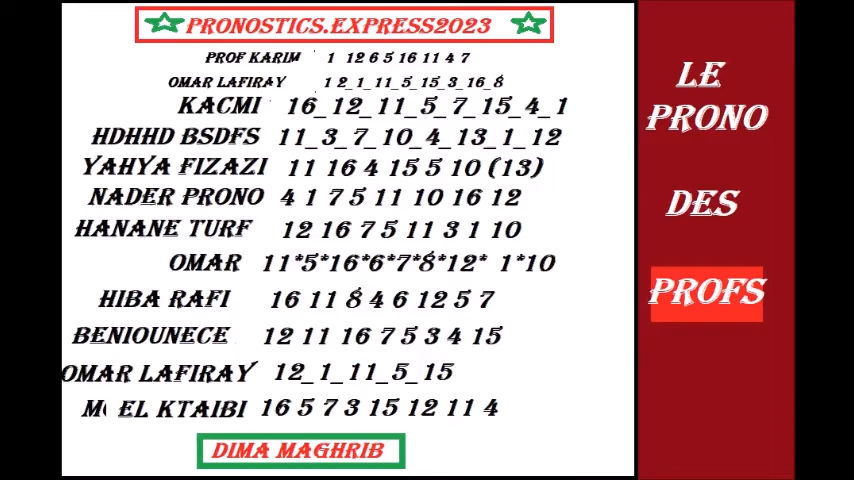 PRONOSTICS.EXPRESS2023
PROF KARIM 1 12 6 5 16 11 4 7
OMAR LAFIRAY 1 2_1_11_5_15_3_16_8
KACMI 16_12_11_5_7_15_4_1
HDHHD BSDFS 11_3_7_10_4_13_1_12
YAHYA FIZAZI 11 16 4 15 5 10 (13)
NADER PRONO 4 1 7 5 11 10 16 12
HANANE TURF 12 16 7 5 11 3 1 10
OMAR 11*5*16*6*7*8*12* 1*10
HIBA RAFI 16 11 8 4 6 12 5 7
BENIOUNECE 12 11 16 7 5 3 4 15
OMAR LAFIRAY 12_1_11_5_15
EL KTAIBI 16 5 7 3 15 12 11 4
DIMA MAGHRIB
LE
PRONO
DES
PROFS